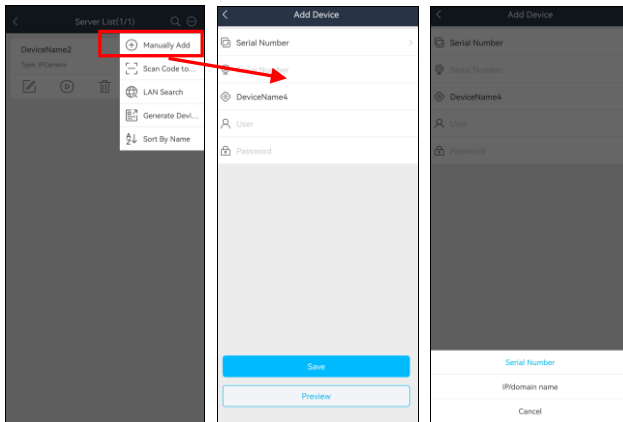 Server List(1/1)
DeviceName2
Type: IPCamera
Manually Add
Scan Code to...
LAN Search
Generate Devi...
Sort By Name
Add Device
Serial Number
Serial Number
DeviceName4
User
Password
Save
Preview
Add Device
Serial Number
Serial Number
DeviceName4
User
Password
Serial Number
IP/domain name
Cancel